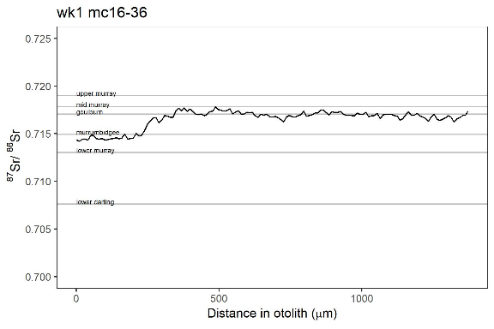 wk1 mc16-36
0.725
0.720
0.715
0.710
0.705
0.700
87Sr/ 86Sr
upper murray
mid murray
goulburn
murrumbidgee
lower murray
lower darling
0
500
1000
Distance in otolith (μm)